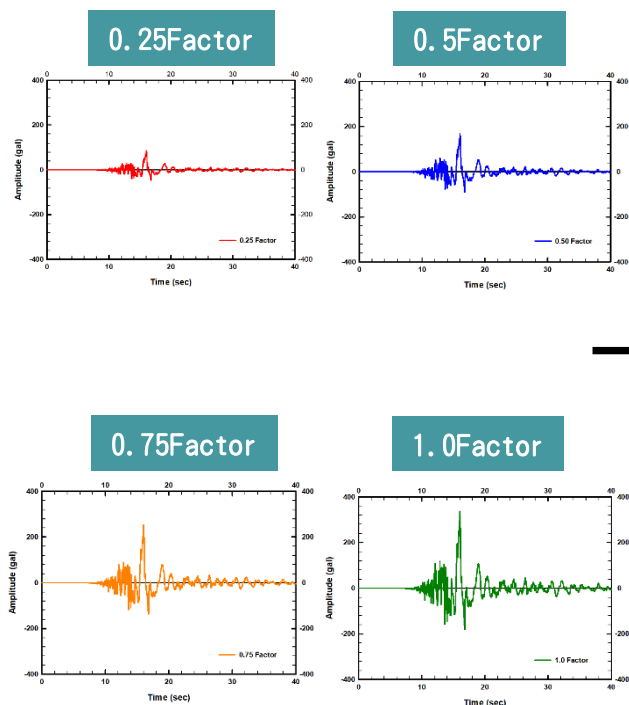 0.25Factor
0 10 20 30 40
400 400
200 200
0 0
-200 -200
-400 -400
Amplitude (gal)
0.25 Factor
0 10 20 30 40
Time (sec)
0.5Factor
0 10 20 30 40
400 400
200 200
0 0
-200 -200
-400 -400
Amplitude (gal)
0.50 Factor
0 10 20 30 40
Time (sec)
0.75Factor
0 10 20 30 40
400 400
200 200
0 0
-200 -200
-400 -400
Amplitude (gal)
0.75 Factor
0 10 20 30 40
Time (sec)
1.0Factor
0 10 20 30 40
400 400
200 200
0 0
-200 -200
-400 -400
Amplitude (gal)
1.0 Factor
0 10 20 30 40
Time (sec)